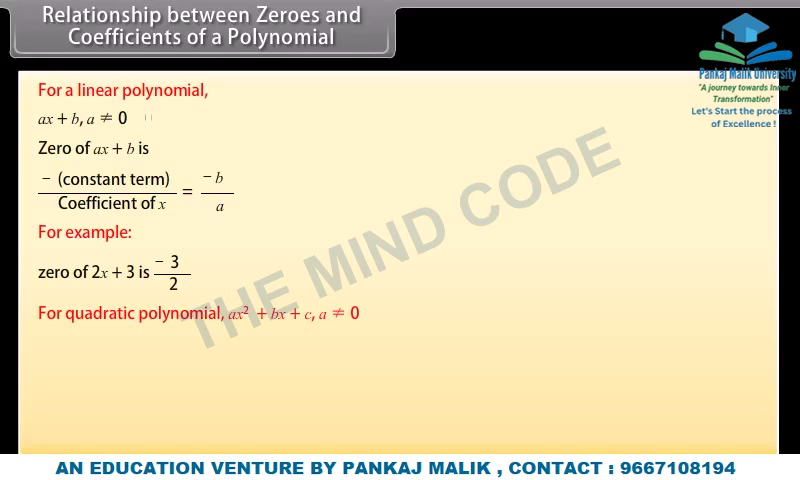 Relationship between Zeroes and
Coefficients of a Polynomial
Pankaj Malik University
"A journey towards Inner
Transformation"
Let's Start the process
of Excellence !
For a linear polynomial,
ax + b, a ≠ 0
Zero of ax + b is
− (constant term) / Coefficient of x = − b / a
For example:
zero of 2x + 3 is − 3 / 2
For quadratic polynomial, ax² + bx + c, a ≠ 0
THE MIND CODE
AN EDUCATION VENTURE BY PANKAJ MALIK , CONTACT : 9667108194